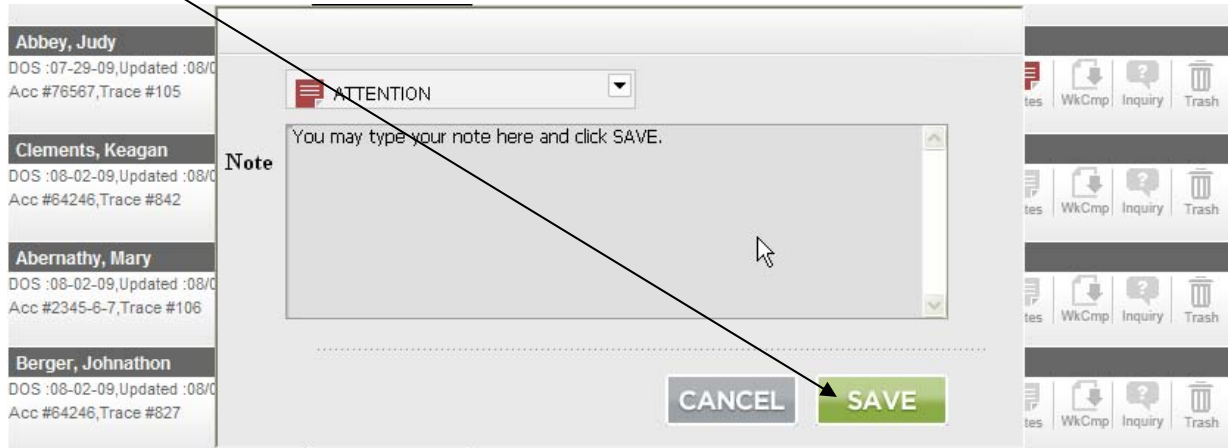 Abbey, Judy
DOS :07-29-09,Updated :08/0
Acc #76567,Trace #105
tes WkCmp Inquiry Trash
Clements, Keagan
DOS :08-02-09,Updated :08/0
Acc #64246,Trace #842
tes WkCmp Inquiry Trash
Abernathy, Mary
DOS :08-02-09,Updated :08/0
Acc #2345-6-7,Trace #106
tes WkCmp Inquiry Trash
Berger, Johnathon
DOS :08-02-09,Updated :08/0
Acc #64246,Trace #827
tes WkCmp Inquiry Trash
ATTENTION
Note
You may type your note here and click SAVE.
CANCEL SAVE